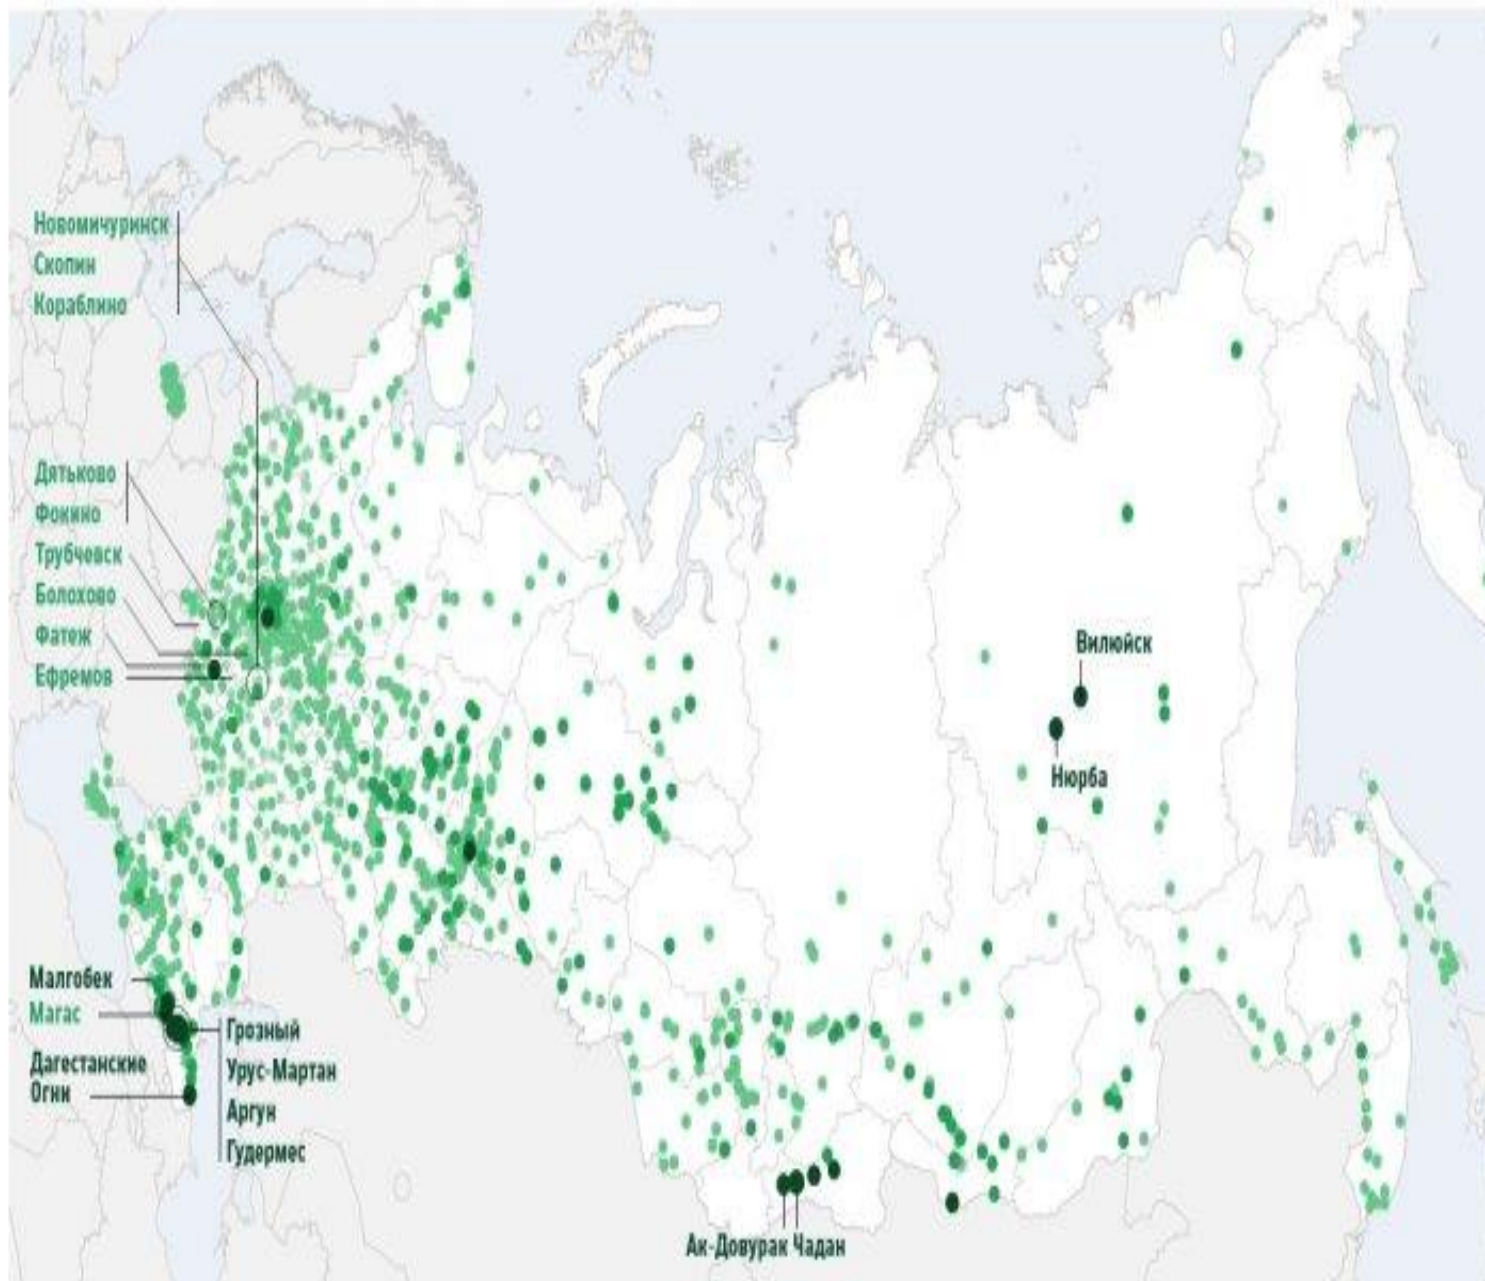 Новомичуринск
Скопин
Кораблино
Дятьково
Фокино
Трубчевск
Болохово
Фатеж
Ефремов
Вилюйск
Нюрба
Малгобек
Магас
Дагестанские
Огни
Грозный
Урус-Мартан
Аргун
Гудермес
Ак-Довурак Чадан